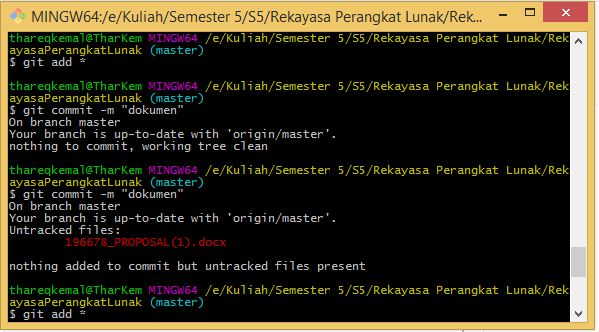 MINGW64:/e/Kuliah/Semester 5/S5/Rekayasa Perangkat Lunak/Rek...
thareqkemal@TharKem MINGW64 /e/Kuliah/Semester 5/S5/Rekayasa Perangkat Lunak/Rek
ayasaPerangkatLunak (master)
$ git add *
thareqkemal@TharKem MINGW64 /e/Kuliah/Semester 5/S5/Rekayasa Perangkat Lunak/Rek
ayasaPerangkatLunak (master)
$ git commit -m "dokumen"
On branch master
Your branch is up-to-date with 'origin/master'.
nothing to commit, working tree clean
thareqkemal@TharKem MINGW64 /e/Kuliah/Semester 5/S5/Rekayasa Perangkat Lunak/Rek
ayasaPerangkatLunak (master)
$ git commit -m "dokumen"
On branch master
Your branch is up-to-date with 'origin/master'.
Untracked files:
196678_PROPOSAL(1).docx
nothing added to commit but untracked files present
thareqkemal@TharKem MINGW64 /e/Kuliah/Semester 5/S5/Rekayasa Perangkat Lunak/Rek
ayasaPerangkatLunak (master)
$ git add *